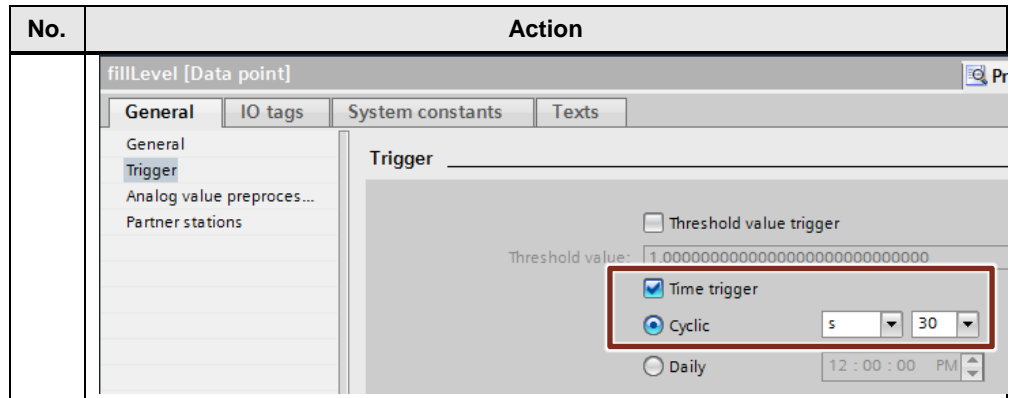 No. Action
fillLevel [Data point] Pr
General IO tags System constants Texts
General
Trigger
Analog value preproces...
Partner stations
Trigger
Threshold value trigger
Threshold value: 1.0000000000000000000000000000
Time trigger
Cyclic s 30
Daily 12 : 00 : 00 PM